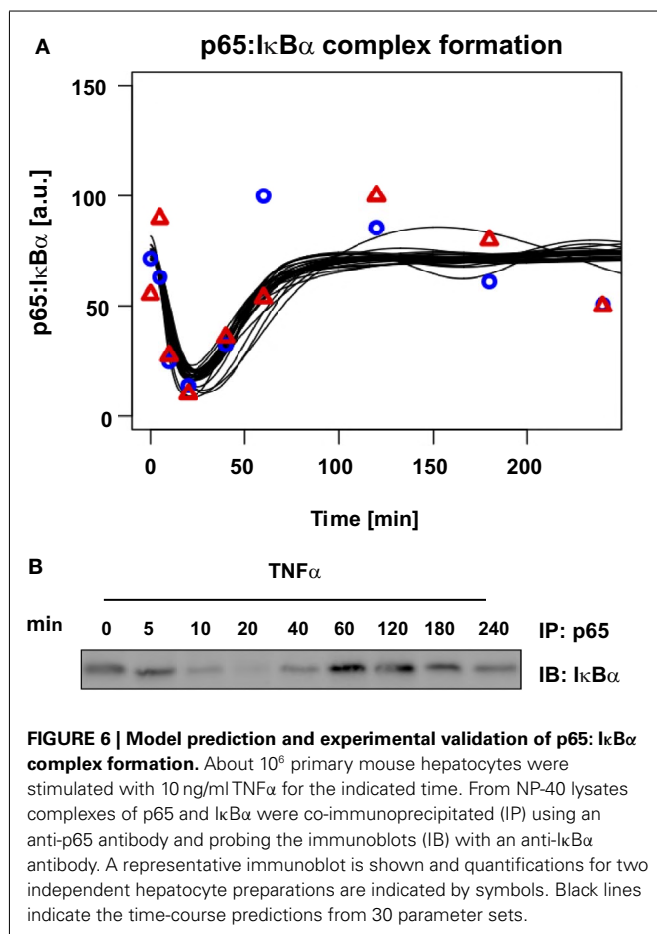 A
p65:IκBα complex formation
p65:IκBα [a.u.]
150
100
50
0
0 50 100 150 200
Time [min]
B
TNFα
min 0 5 10 20 40 60 120 180 240 IP: p65
IB: IκBα
FIGURE 6 | Model prediction and experimental validation of p65: IκBα
complex formation. About 10⁶ primary mouse hepatocytes were
stimulated with 10 ng/ml TNFα for the indicated time. From NP-40 lysates
complexes of p65 and IκBα were co-immunoprecipitated (IP) using an
anti-p65 antibody and probing the immunoblots (IB) with an anti-IκBα
antibody. A representative immunoblot is shown and quantifications for two
independent hepatocyte preparations are indicated by symbols. Black lines
indicate the time-course predictions from 30 parameter sets.